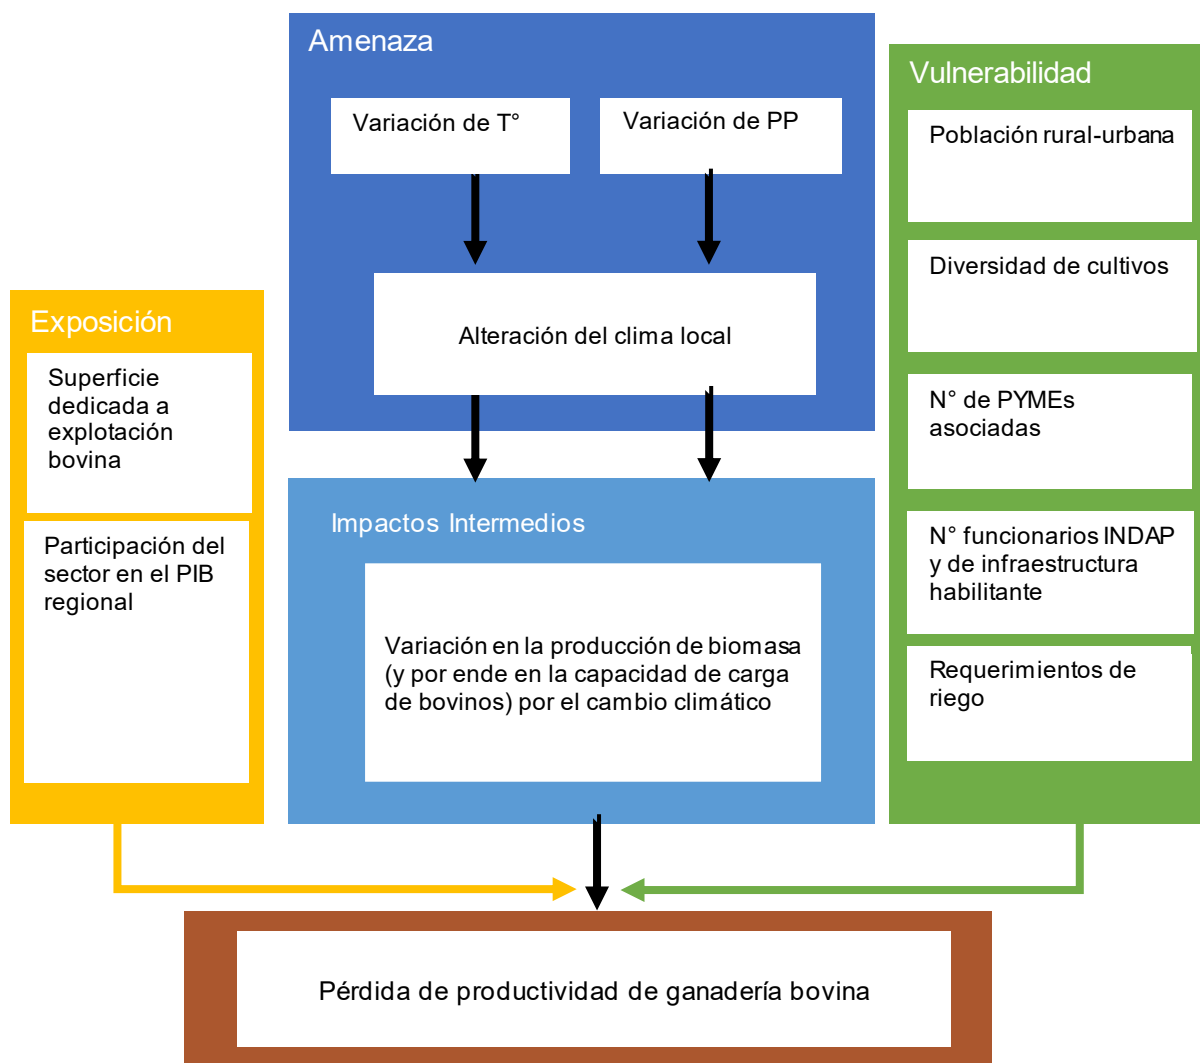 Amenaza
Variación de T°
Variación de PP
Alteración del clima local
Vulnerabilidad
Población rural-urbana
Diversidad de cultivos
N° de PYMEs
asociadas
N° funcionarios INDAP
y de infraestructura
habilitante
Requerimientos de
riego
Exposición
Superficie
dedicada a
explotación
bovina
Participación del
sector en el PIB
regional
Impactos Intermedios
Variación en la producción de biomasa
(y por ende en la capacidad de carga
de bovinos) por el cambio climático
Pérdida de productividad de ganadería bovina